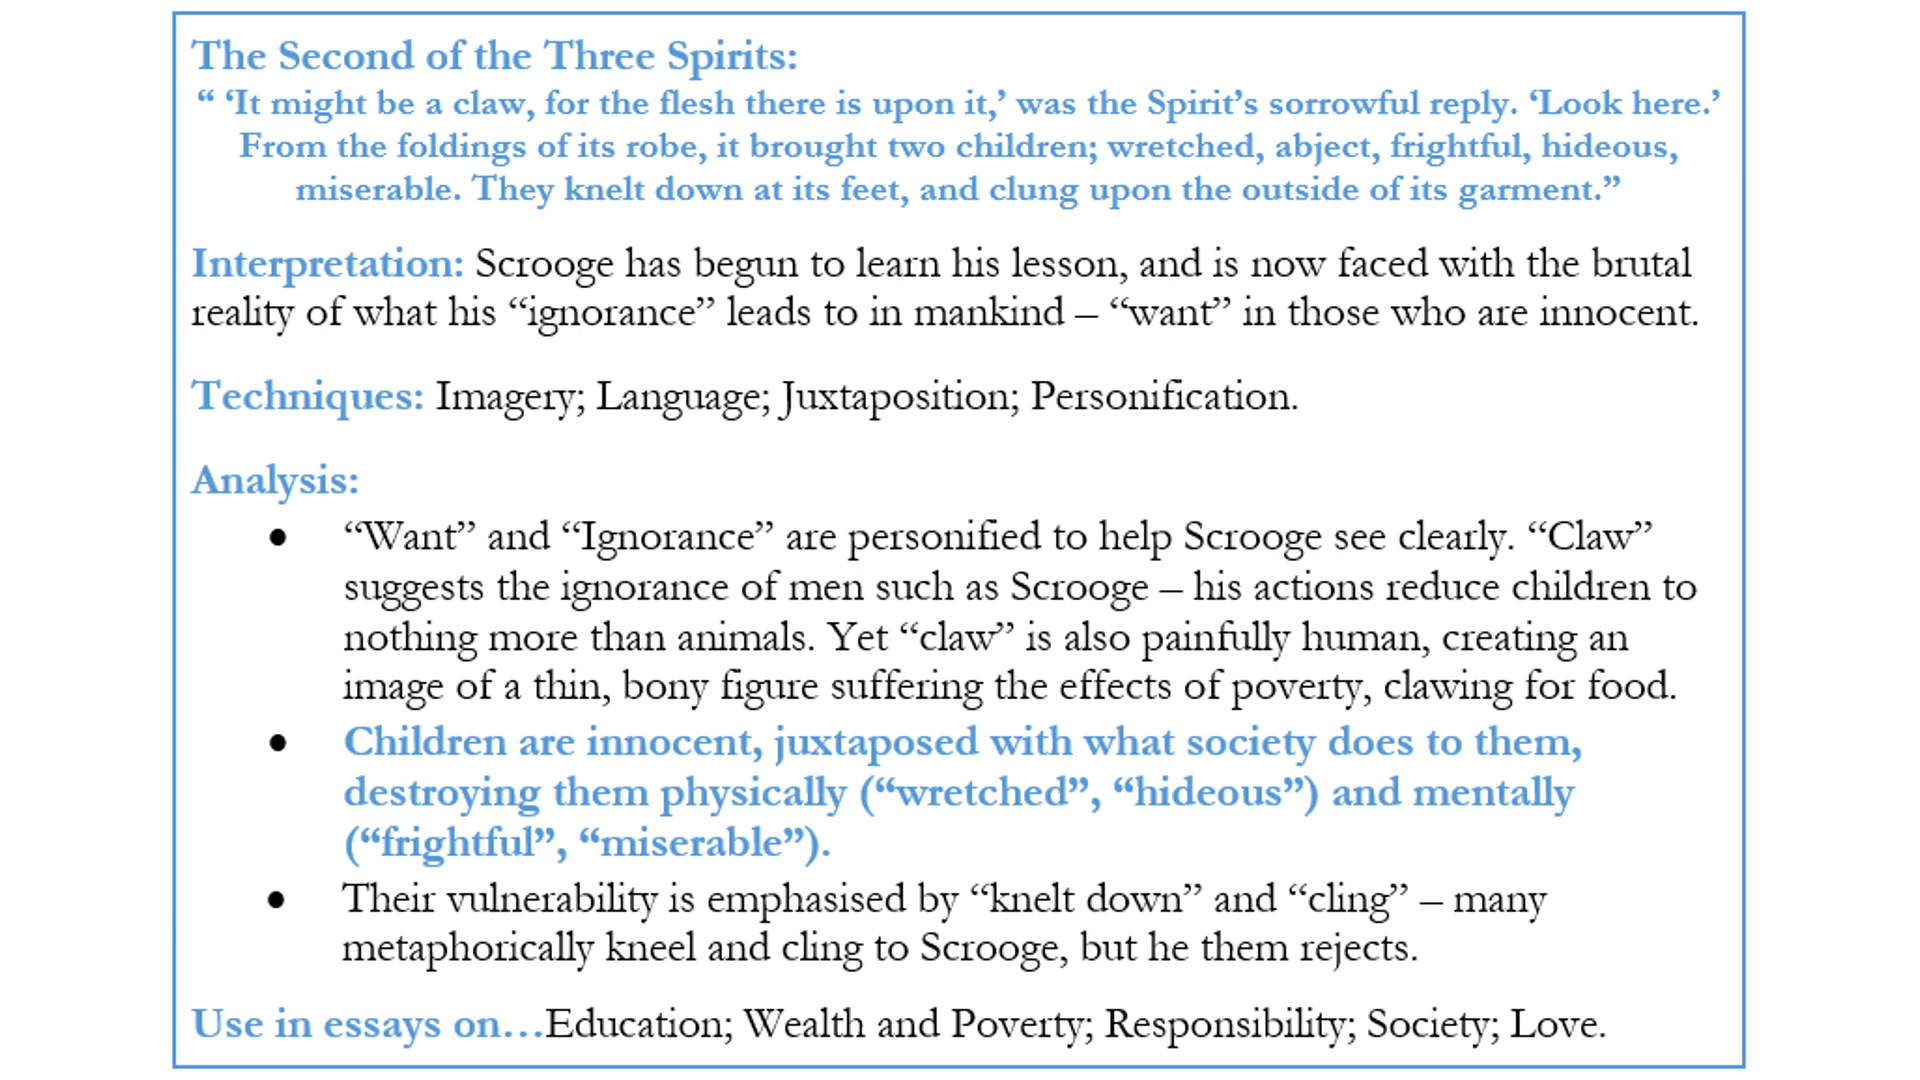 The Second of the Three Spirits:
“ ‘It might be a claw, for the flesh there is upon it,’ was the Spirit’s sorrowful reply. ‘Look here.’
From the foldings of its robe, it brought two children; wretched, abject, frightful, hideous,
miserable. They knelt down at its feet, and clung upon the outside of its garment.”
Interpretation: Scrooge has begun to learn his lesson, and is now faced with the brutal
reality of what his “ignorance” leads to in mankind – “want” in those who are innocent.
Techniques: Imagery; Language; Juxtaposition; Personification.
Analysis:
● “Want” and “Ignorance” are personified to help Scrooge see clearly. “Claw”
suggests the ignorance of men such as Scrooge – his actions reduce children to
nothing more than animals. Yet “claw” is also painfully human, creating an
image of a thin, bony figure suffering the effects of poverty, clawing for food.
● Children are innocent, juxtaposed with what society does to them,
destroying them physically (“wretched”, “hideous”) and mentally
(“frightful”, “miserable”).
● Their vulnerability is emphasised by “knelt down” and “cling” – many
metaphorically kneel and cling to Scrooge, but he them rejects.
Use in essays on…Education; Wealth and Poverty; Responsibility; Society; Love.